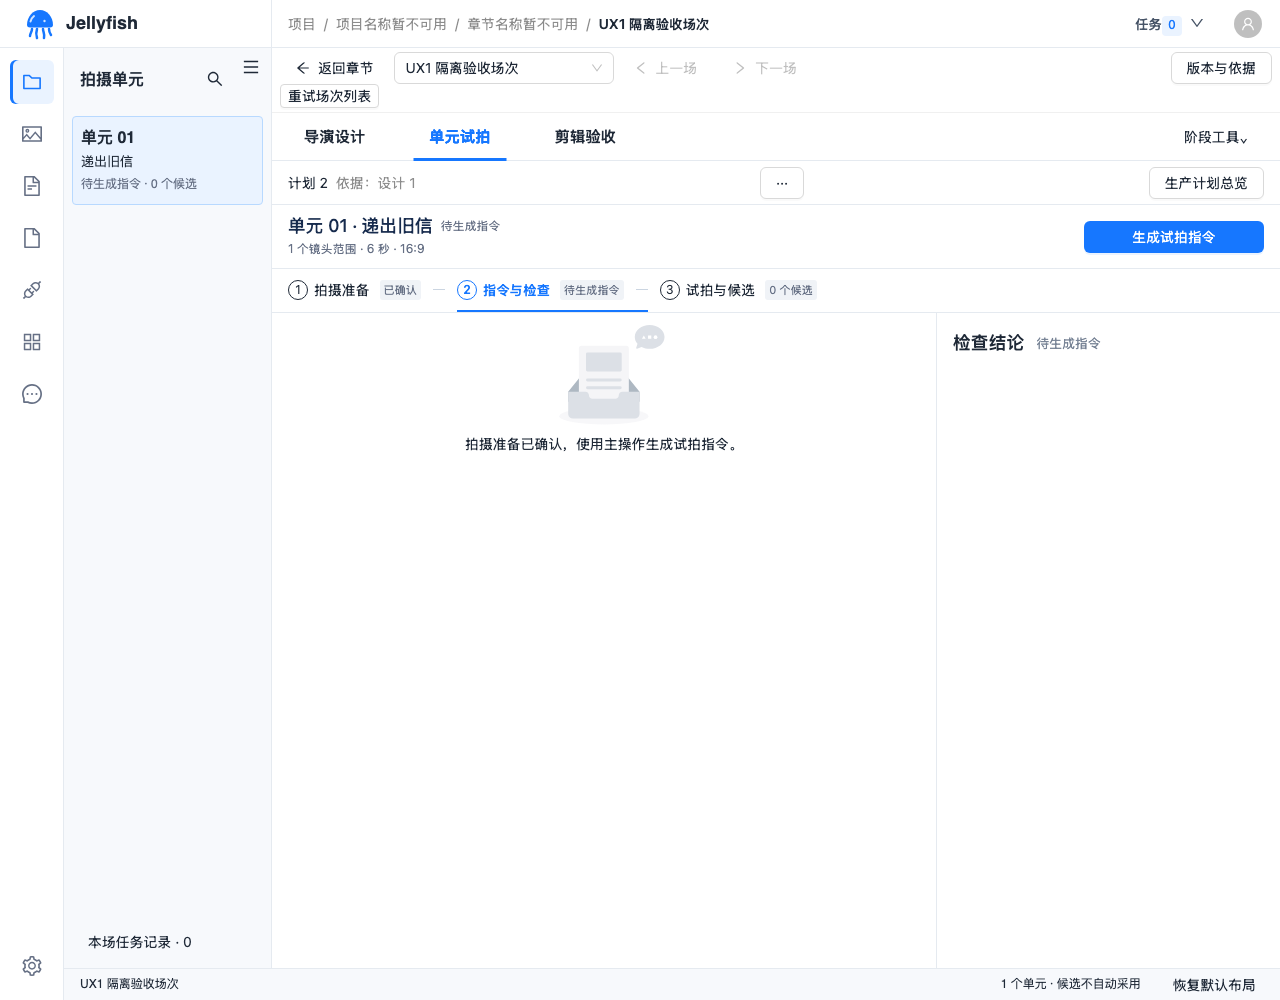 Jellyfish
项目 / 项目名称暂不可用 / 章节名称暂不可用 / UX1 隔离验收场次
任务 0
拍摄单元
返回章节
UX1 隔离验收场次
上一场
下一场
版本与依据
重试场次列表
导演设计
单元试拍
剪辑验收
阶段工具
单元 01
递出旧信
待生成指令 · 0 个候选
计划 2 依据：设计 1
...
生产计划总览
单元 01 · 递出旧信 待生成指令
1 个镜头范围 · 6 秒 · 16:9
生成试拍指令
1 拍摄准备 已确认
2 指令与检查 待生成指令
3 试拍与候选 0 个候选
拍摄准备已确认，使用主操作生成试拍指令。
检查结论 待生成指令
本场任务记录 · 0
UX1 隔离验收场次
1 个单元 · 候选不自动采用
恢复默认布局